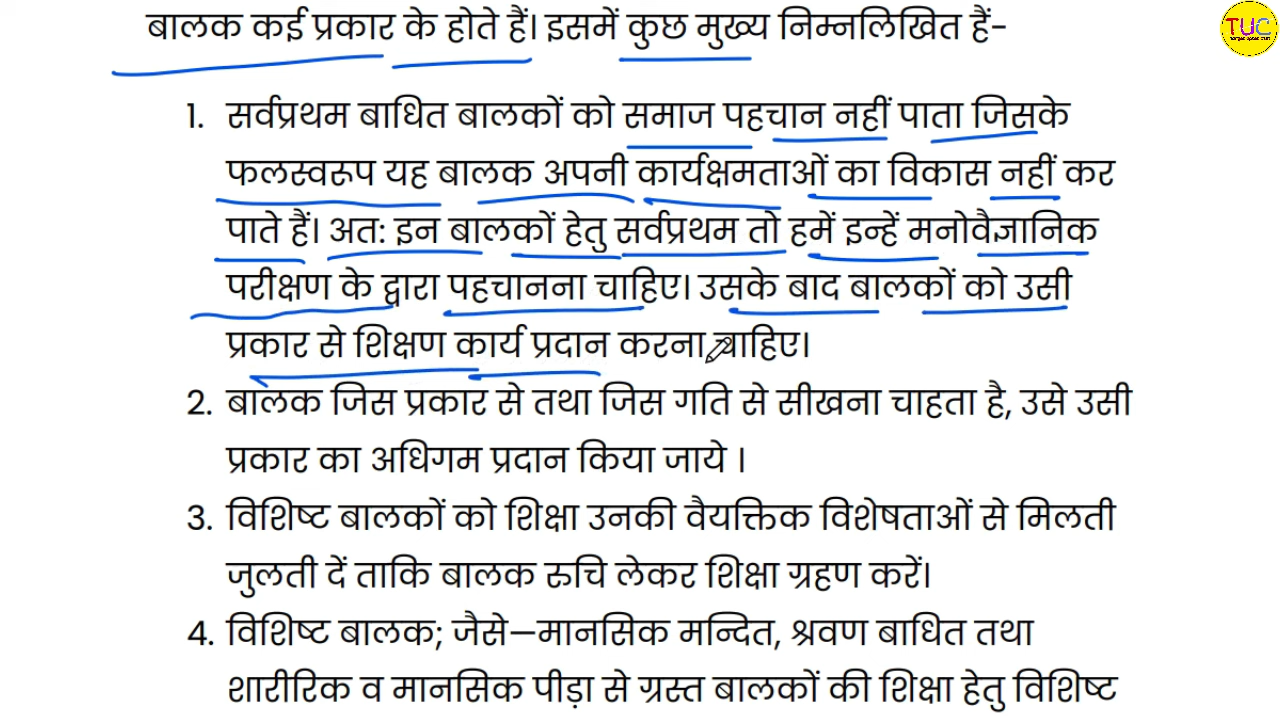 बालक कई प्रकार के होते हैं। इसमें कुछ मुख्य निम्नलिखित हैं-
TUC
1. सर्वप्रथम बाधित बालकों को समाज पहचान नहीं पाता जिसके
फलस्वरूप यह बालक अपनी कार्यक्षमताओं का विकास नहीं कर
पाते हैं। अतः इन बालकों हेतु सर्वप्रथम तो हमें इन्हें मनोवैज्ञानिक
परीक्षण के द्वारा पहचानना चाहिए। उसके बाद बालकों को उसी
प्रकार से शिक्षण कार्य प्रदान करना चाहिए।
2. बालक जिस प्रकार से तथा जिस गति से सीखना चाहता है, उसे उसी
प्रकार का अधिगम प्रदान किया जाये ।
3. विशिष्ट बालकों को शिक्षा उनकी वैयक्तिक विशेषताओं से मिलती
जुलती दें ताकि बालक रुचि लेकर शिक्षा ग्रहण करें।
4. विशिष्ट बालक; जैसे—मानसिक मन्दित, श्रवण बाधित तथा
शारीरिक व मानसिक पीड़ा से ग्रस्त बालकों की शिक्षा हेतु विशिष्ट